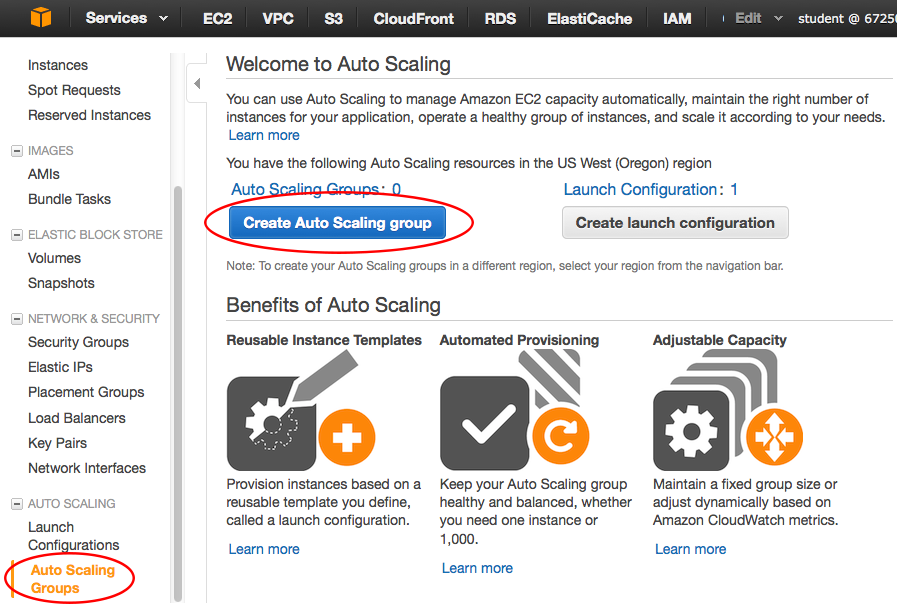 Services EC2 VPC S3 CloudFront RDS ElastiCache IAM Edit student @ 6725
Instances
Spot Requests
Reserved Instances
IMAGES
AMIs
Bundle Tasks
ELASTIC BLOCK STORE
Volumes
Snapshots
NETWORK & SECURITY
Security Groups
Elastic IPs
Placement Groups
Load Balancers
Key Pairs
Network Interfaces
AUTO SCALING
Launch
Configurations
Auto Scaling
Groups
Welcome to Auto Scaling
You can use Auto Scaling to manage Amazon EC2 capacity automatically, maintain the right number of
instances for your application, operate a healthy group of instances, and scale it according to your needs.
Learn more
You have the following Auto Scaling resources in the US West (Oregon) region
Auto Scaling Groups: 0
Create Auto Scaling group
Launch Configuration: 1
Create launch configuration
Note: To create your Auto Scaling groups in a different region, select your region from the navigation bar.
Benefits of Auto Scaling
Reusable Instance Templates
Provision instances based on a
reusable template you define,
called a launch configuration.
Learn more
Automated Provisioning
Keep your Auto Scaling group
healthy and balanced, whether
you need one instance or
1,000.
Learn more
Adjustable Capacity
Maintain a fixed group size or
adjust dynamically based on
Amazon CloudWatch metrics.
Learn more